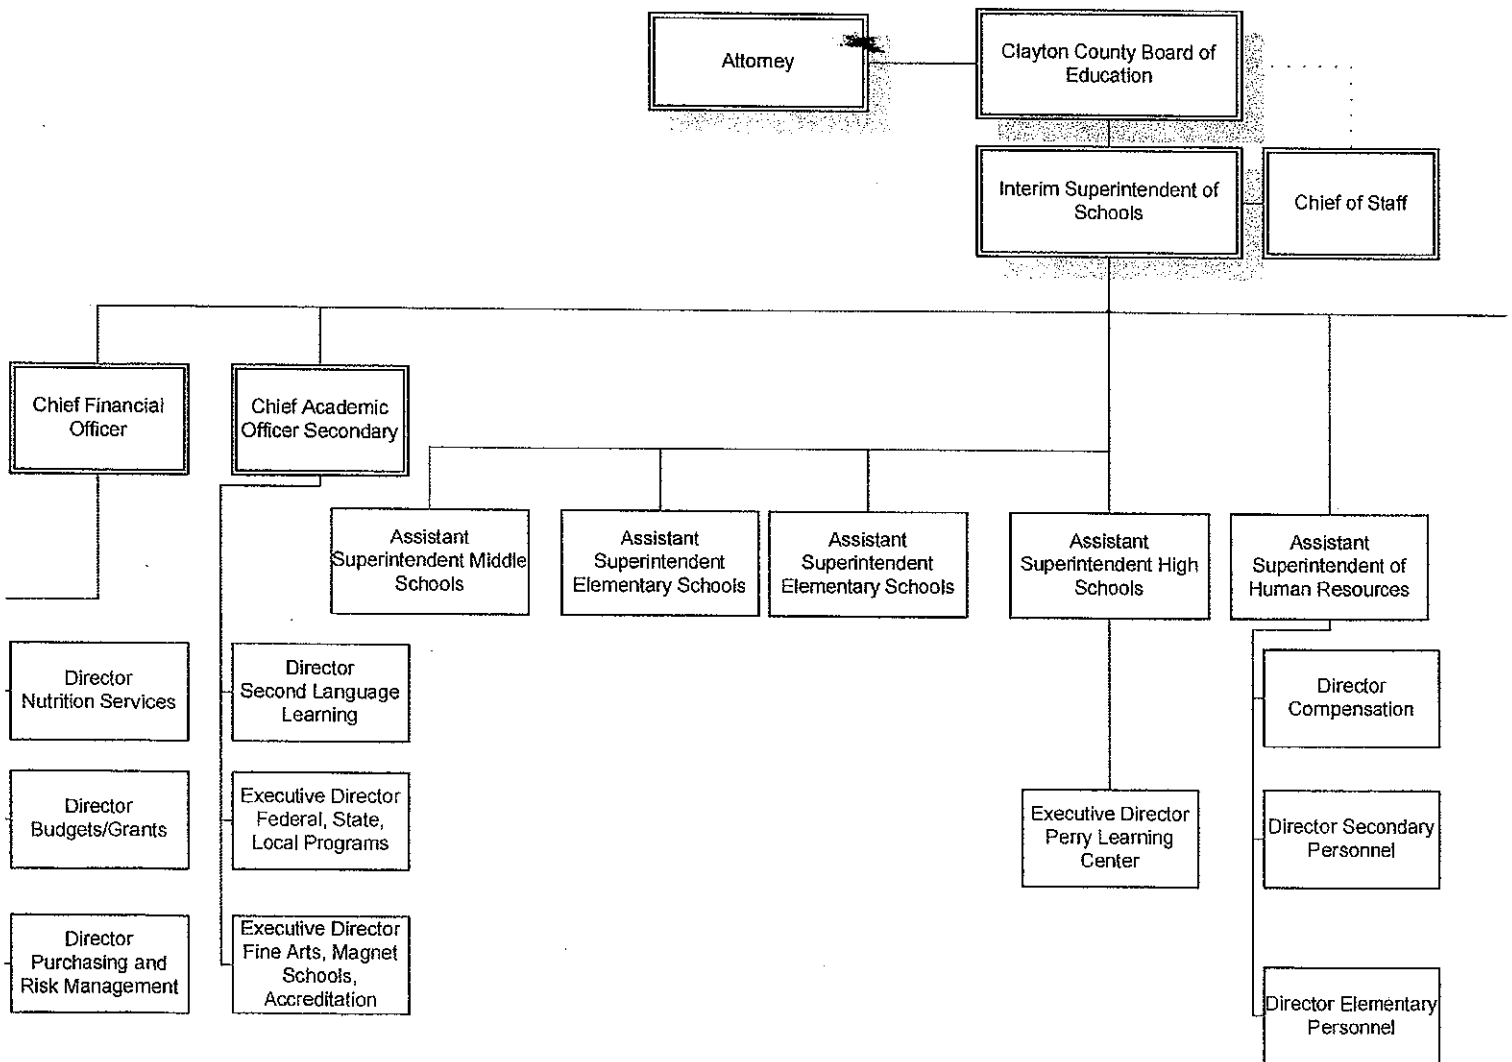 Attorney
Clayton County Board of
Education
Interim Superintendent of
Schools
Chief of Staff
Chief Financial
Officer
Chief Academic
Officer Secondary
Assistant
Superintendent Middle
Schools
Assistant
Superintendent
Elementary Schools
Assistant
Superintendent
Elementary Schools
Assistant
Superintendent High
Schools
Assistant
Superintendent of
Human Resources
Director
Nutrition Services
Director
Second Language
Learning
Director
Compensation
Director
Budgets/Grants
Executive Director
Federal, State,
Local Programs
Executive Director
Perry Learning
Center
Director Secondary
Personnel
Director
Purchasing and
Risk Management
Executive Director
Fine Arts, Magnet
Schools,
Accreditation
Director Elementary
Personnel